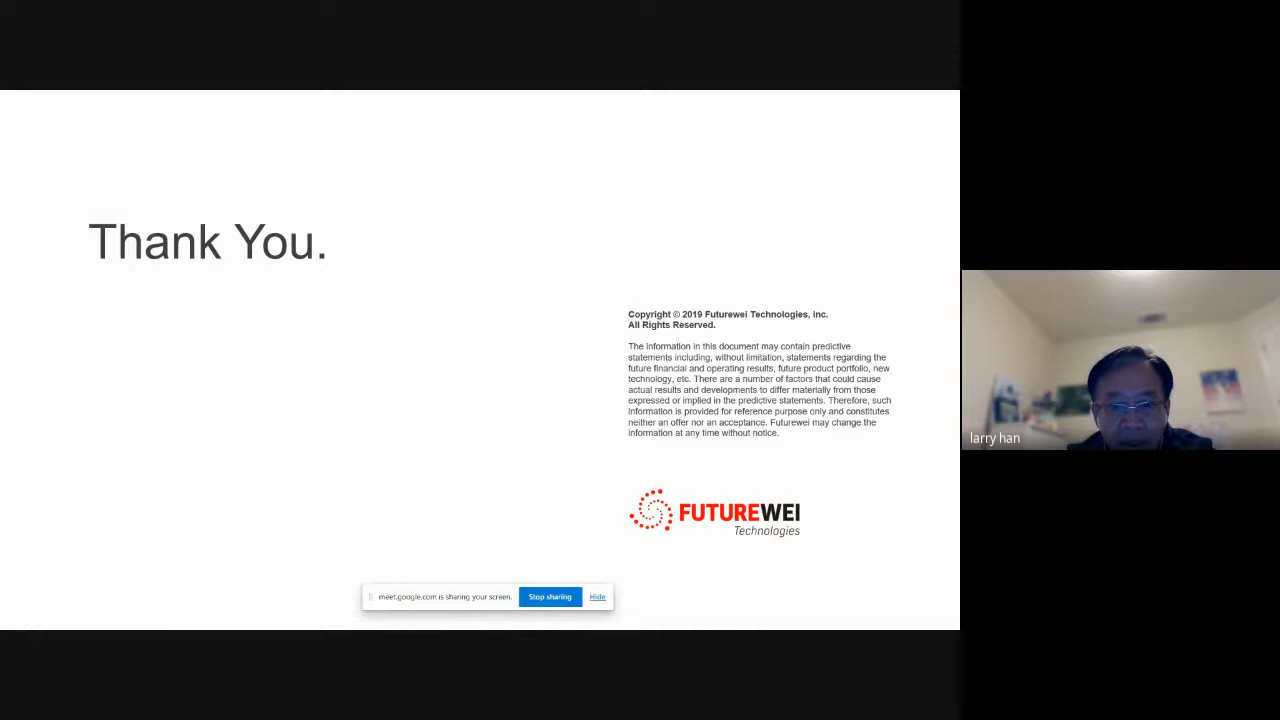 Thank You.
Copyright © 2019 Futurewei Technologies, Inc.
All Rights Reserved.
The information in this document may contain predictive
statements including, without limitation, statements regarding the
future financial and operating results, future product portfolio, new
technology, etc. There are a number of factors that could cause
actual results and developments to differ materially from those
expressed or implied in the predictive statements. Therefore, such
information is provided for reference purpose only and constitutes
neither an offer nor an acceptance. Futurewei may change the
information at any time without notice.
FUTUREWEI
Technologies
meet.google.com is sharing your screen. Stop sharing Hide
larry han